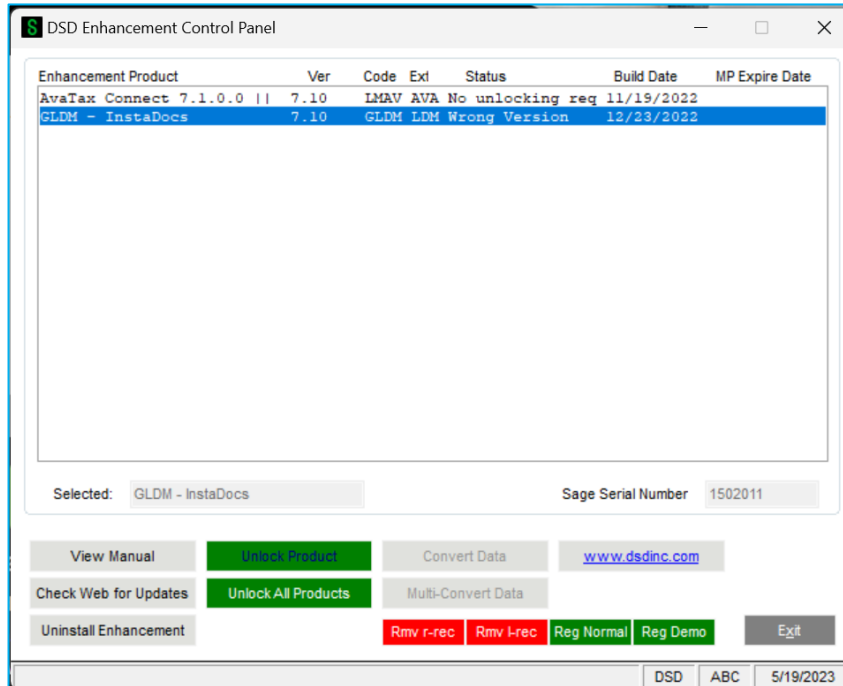 DSD Enhancement Control Panel
Enhancement Product Ver Code Ext Status Build Date MP Expire Date
AvaTax Connect 7.1.0.0 || 7.10 LMAV AVA No unlocking req 11/19/2022
GLDM - InstaDocs 7.10 GLDM LDM Wrong Version 12/23/2022
Selected: GLDM - InstaDocs Sage Serial Number 1502011
View Manual Unlock Product Convert Data www.dsdinc.com
Check Web for Updates Unlock All Products Multi-Convert Data
Uninstall Enhancement Rmv r-rec Rmv l-rec Reg Normal Reg Demo Exit
DSD ABC 5/19/2023